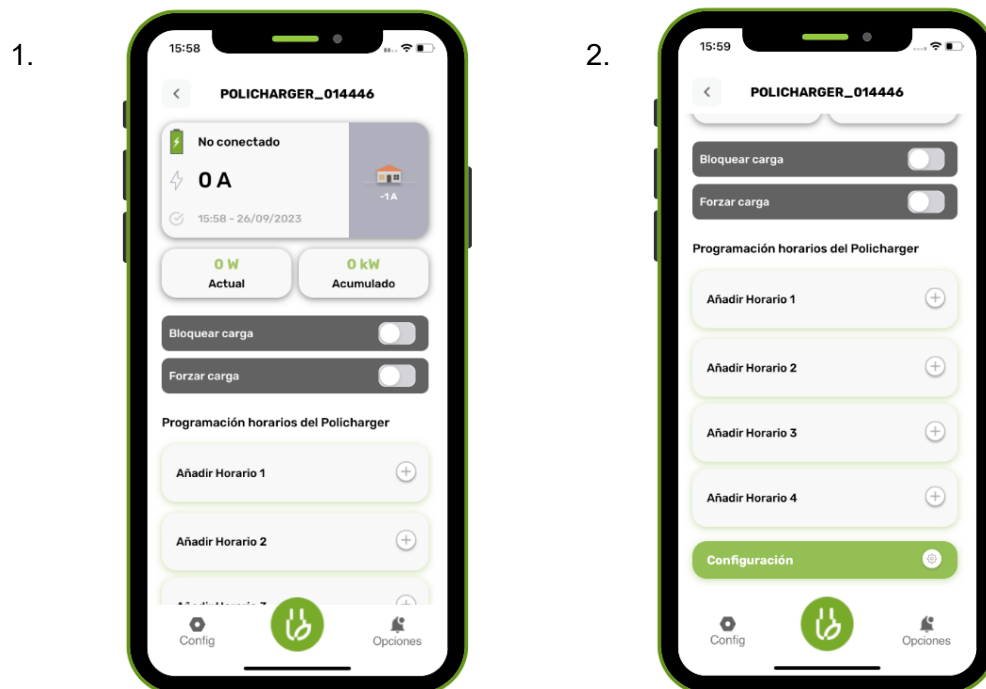 1.
15:58
POLICHARGER_014446
No conectado
0 A
-1 A
15:58 - 26/09/2023
0 W
Actual
0 kW
Acumulado
Bloquear carga
Forzar carga
Programación horarios del Policharger
Añadir Horario 1
Añadir Horario 2
Config
Opciones
2.
15:59
POLICHARGER_014446
Bloquear carga
Forzar carga
Programación horarios del Policharger
Añadir Horario 1
Añadir Horario 2
Añadir Horario 3
Añadir Horario 4
Configuración
Config
Opciones